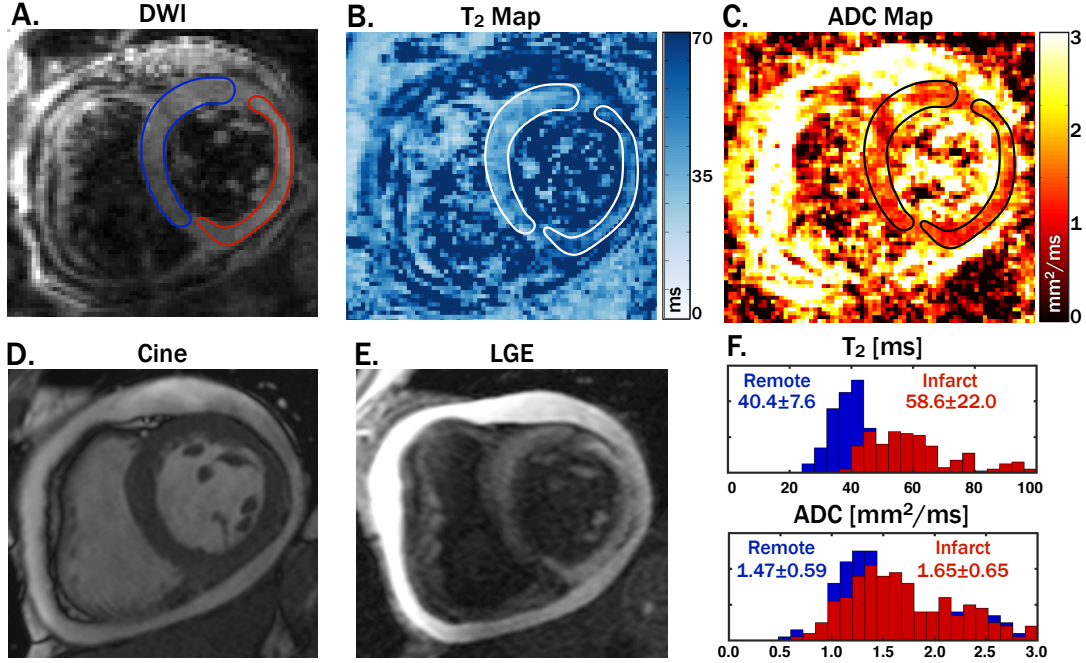 A.
DWI
B.
T₂ Map
70
35
0
ms
C.
ADC Map
3
2
1
0
mm²/ms
D.
Cine
E.
LGE
F.
T₂ [ms]
Remote
40.4±7.6
Infarct
58.6±22.0
0 20 40 60 80 100
ADC [mm²/ms]
Remote
1.47±0.59
Infarct
1.65±0.65
0.0 0.5 1.0 1.5 2.0 2.5 3.0